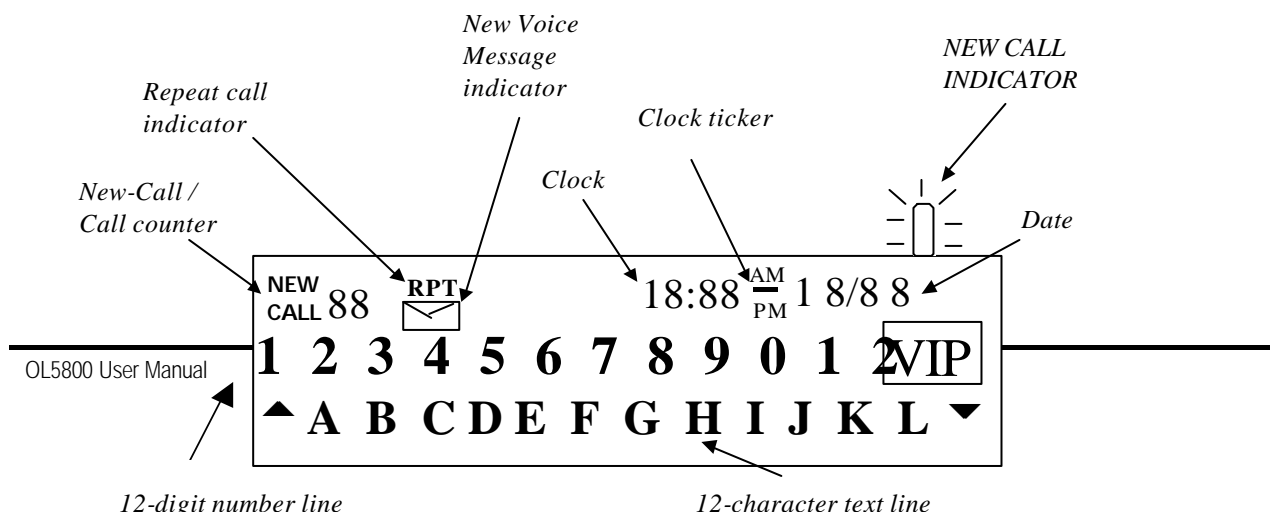 New Voice
Message
indicator
NEW CALL
INDICATOR
Repeat call
indicator
Clock ticker
New-Call /
Call counter
Clock
Date
NEW
CALL 88
RPT
18:88
AM
PM
1 8/8 8
1 2 3 4 5 6 7 8 9 0 1 2
VIP
OL5800 User Manual
A B C D E F G H I J K L
12-digit number line
12-character text line